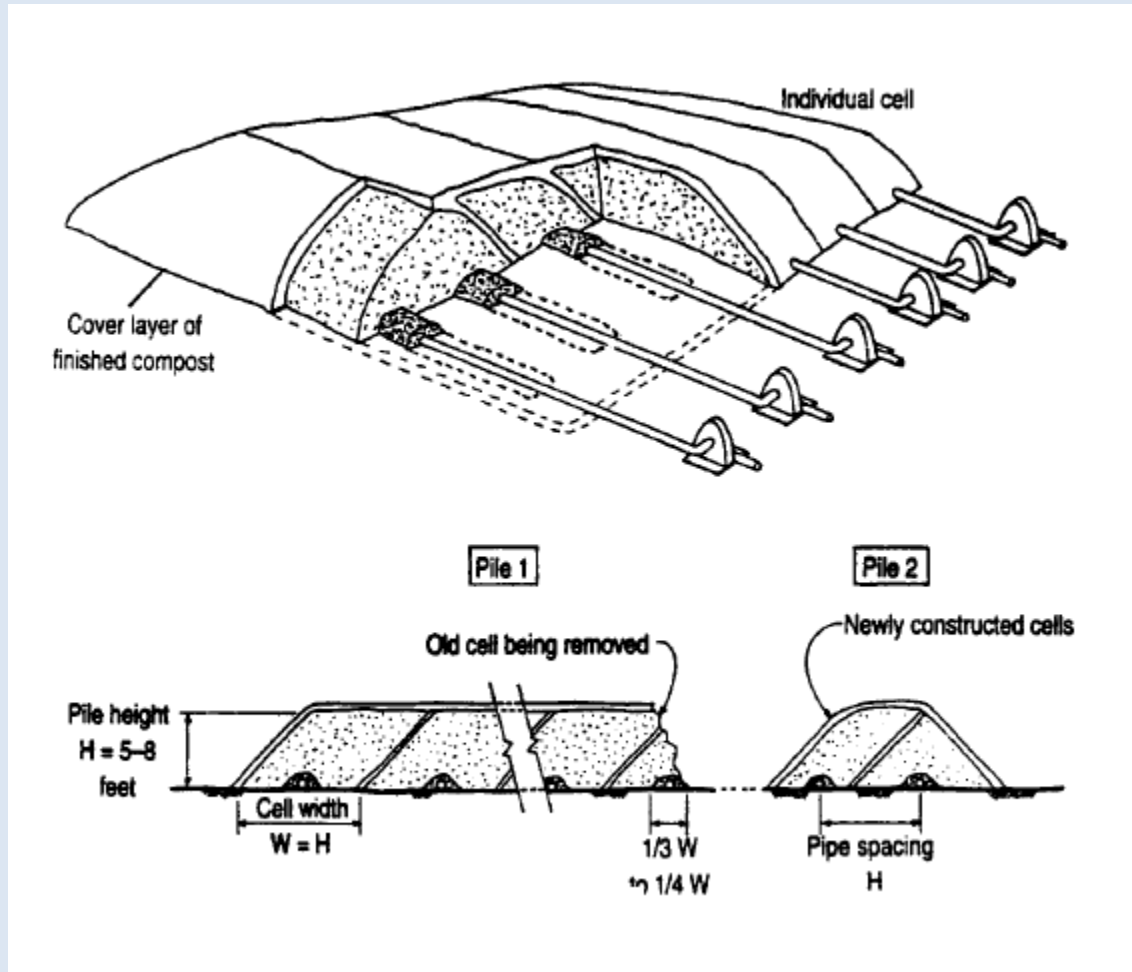 Individual cell
Cover layer of
finished compost
Pile 1
Pile 2
Old cell being removed
Newly constructed cells
Pile height
H = 5–8
feet
Cell width
W = H
1/3 W
to 1/4 W
Pipe spacing
H